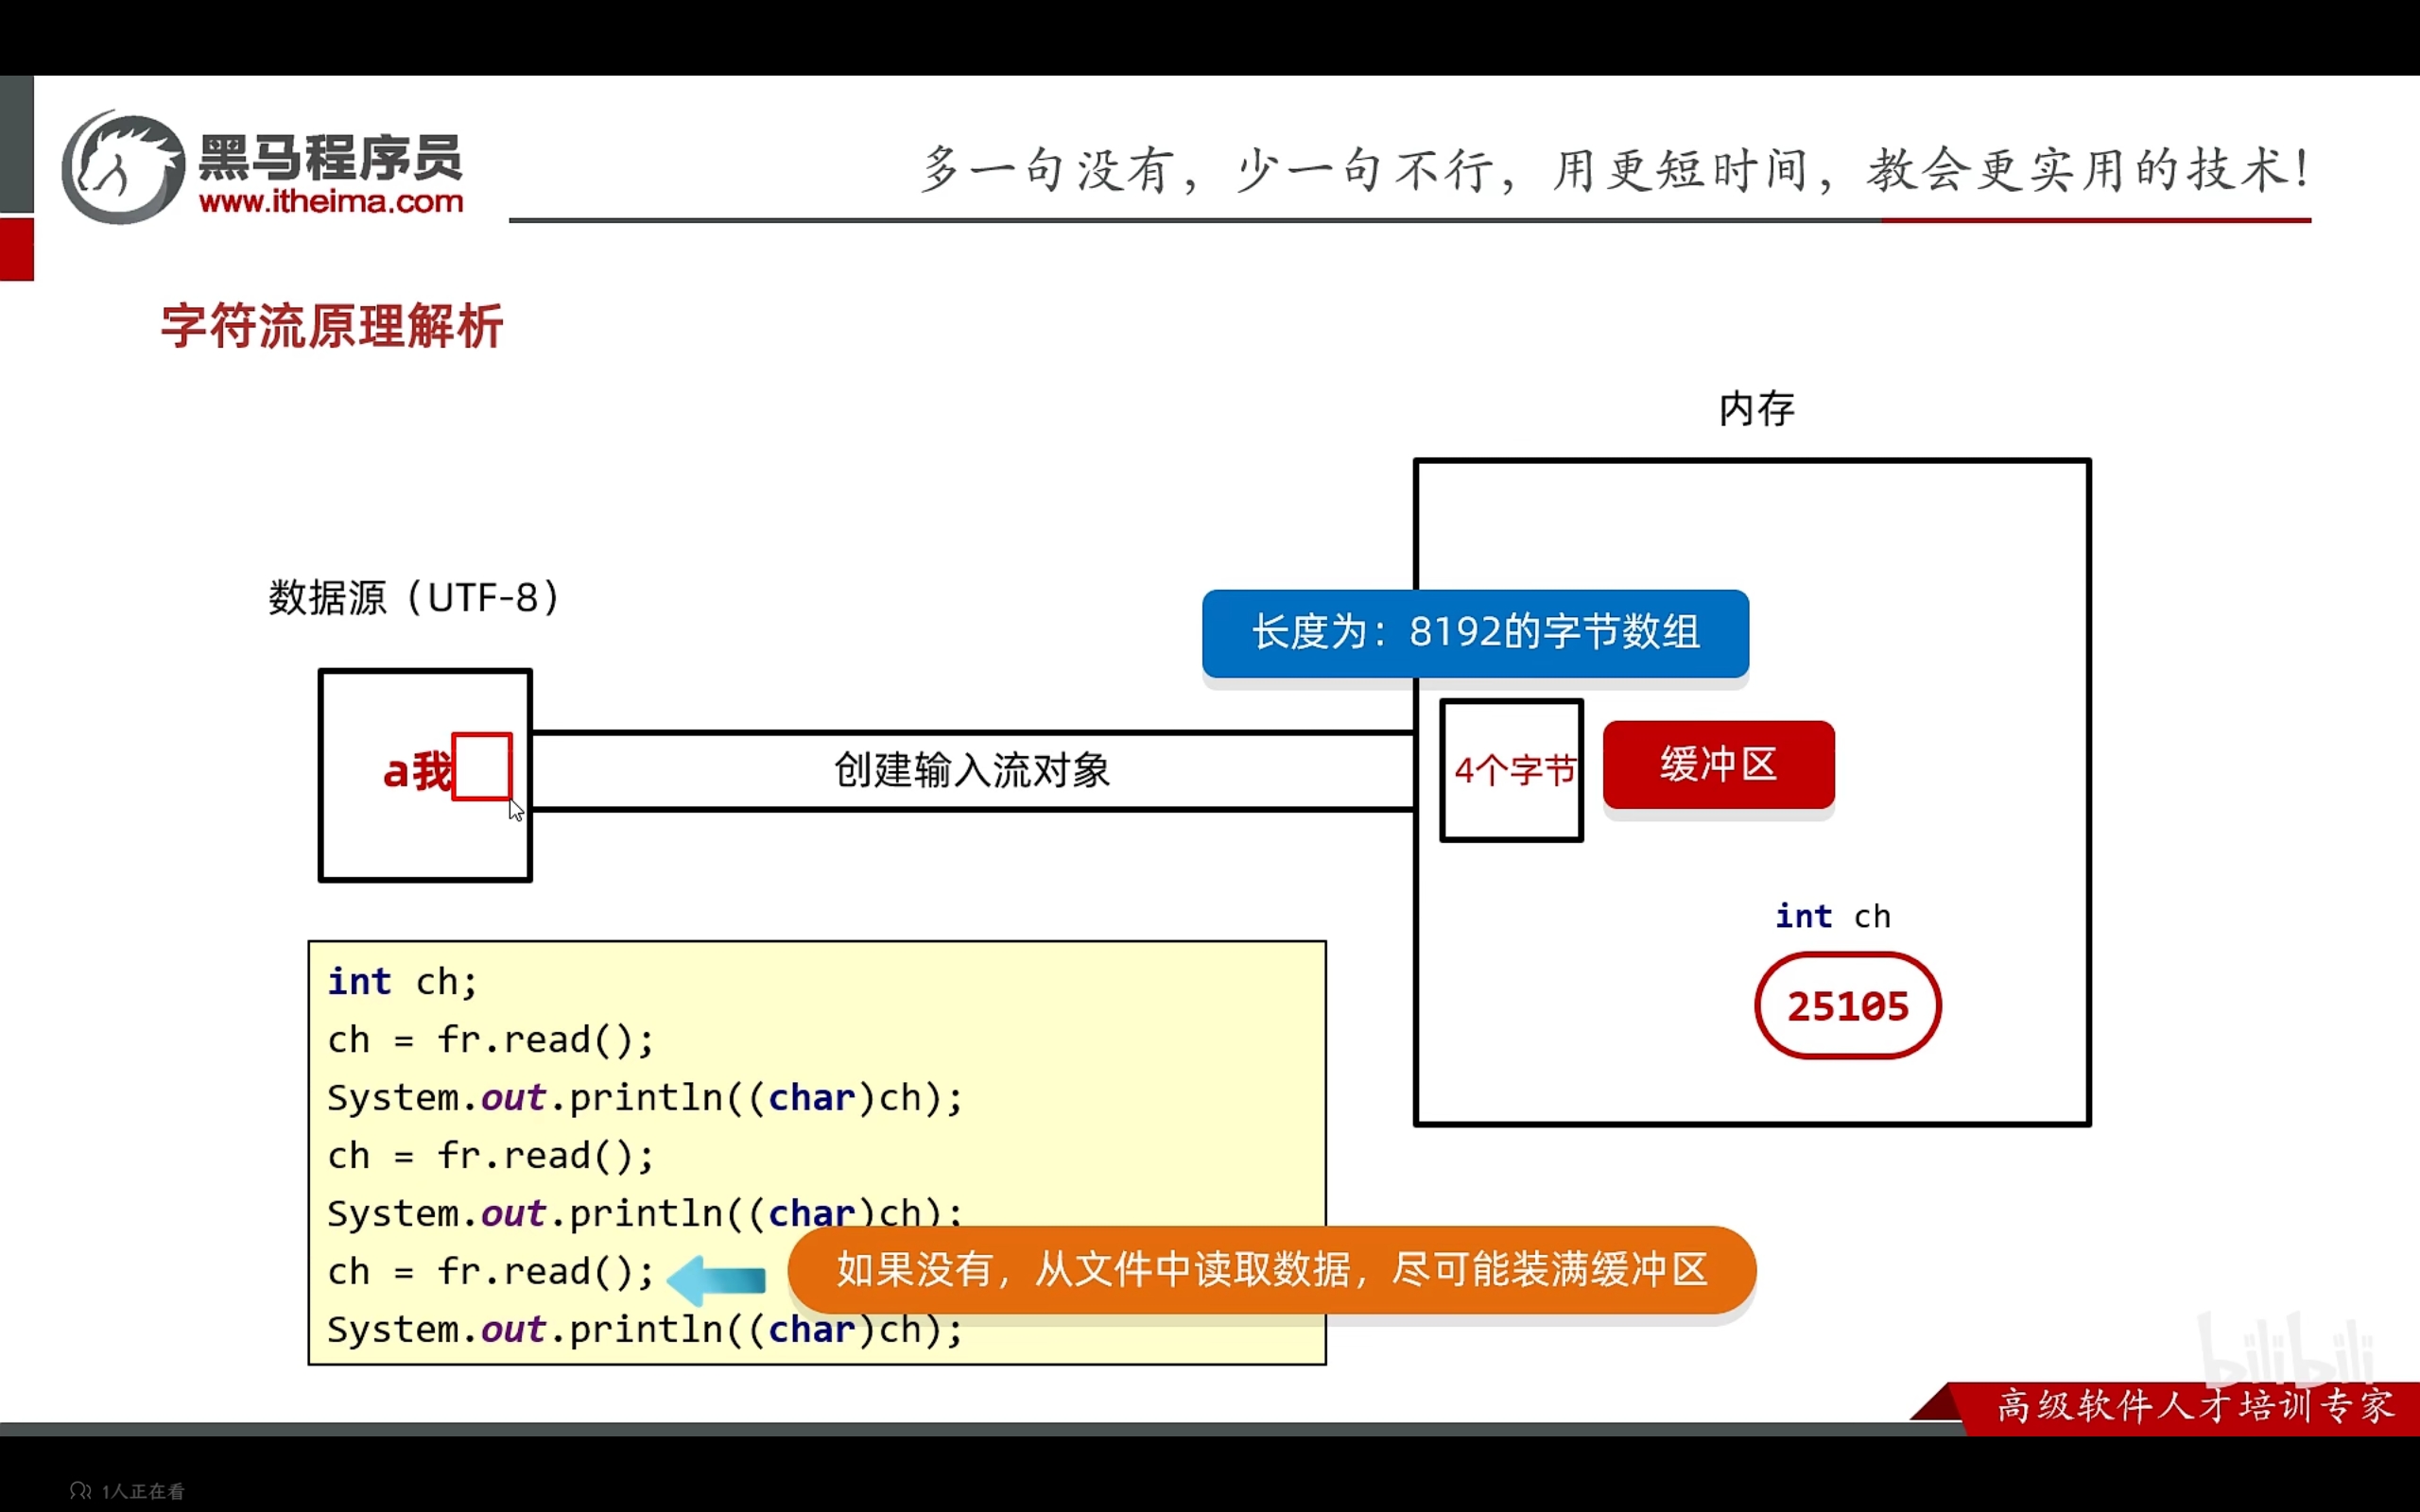 黑马程序员
www.itheima.com
多一句没有，少一句不行，用更短时间，教会更实用的技术！
字符流原理解析
内存
数据源（UTF-8）
长度为：8192的字节数组
a我
创建输入流对象
4个字节
缓冲区
int ch
25105
int ch;
ch = fr.read();
System.out.println((char)ch);
ch = fr.read();
System.out.println((char)ch);
ch = fr.read();
如果没有，从文件中读取数据，尽可能装满缓冲区
System.out.println((char)ch);
bilibili
高级软件人才培训专家
1人正在看